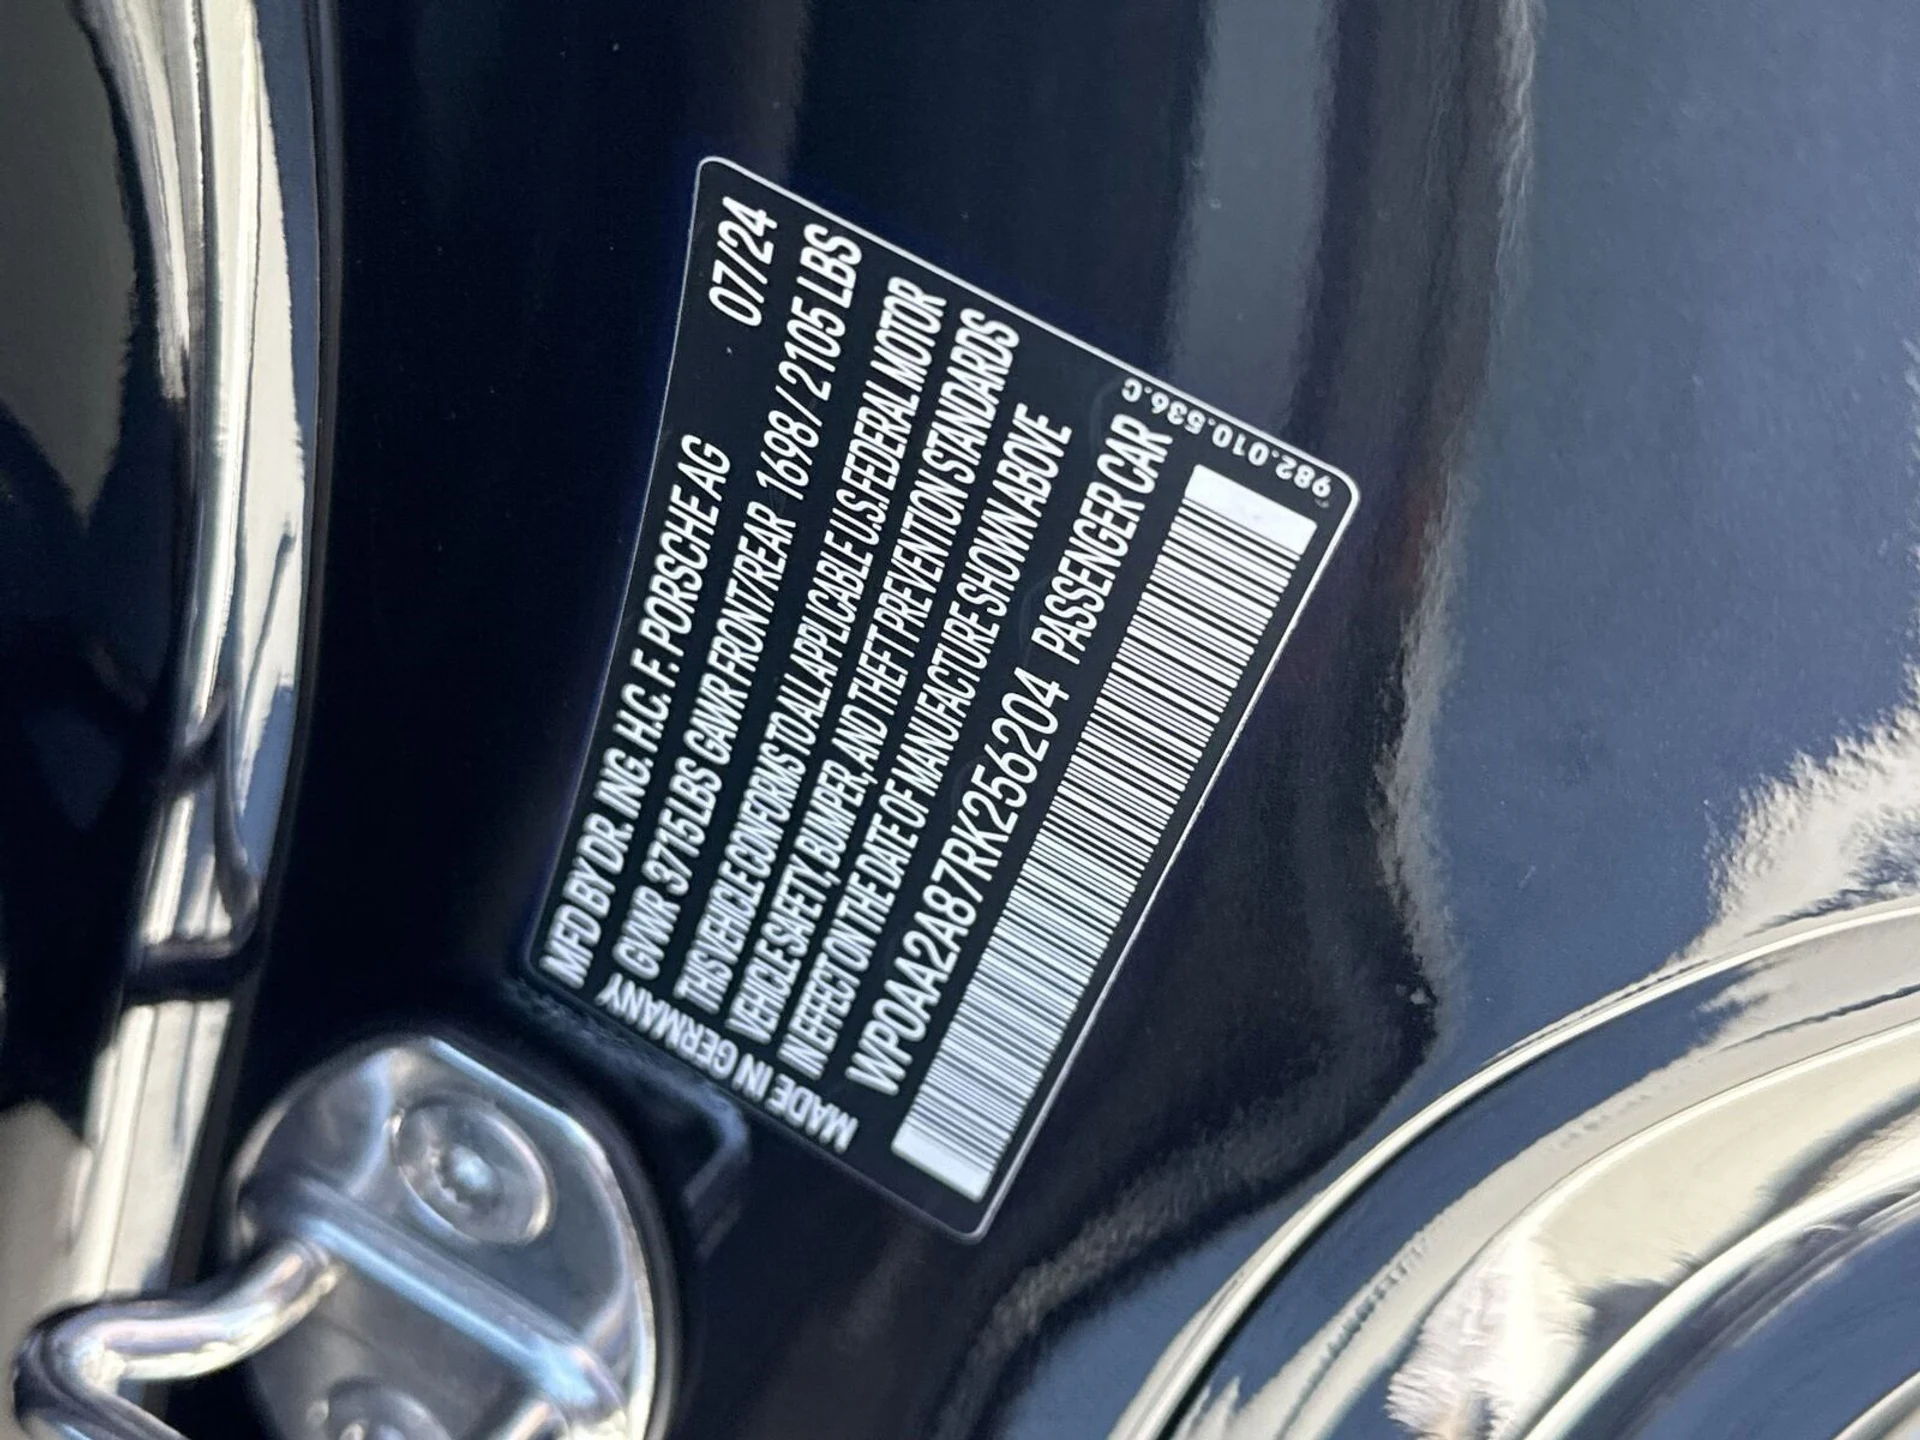 MFD BY DR. ING. H.C. F. PORSCHE AG 07/24
GVWR 3715 LBS GAWR FRONT/REAR 1698/2105 LBS
THIS VEHICLE CONFORMS TO ALL APPLICABLE U.S. FEDERAL MOTOR
VEHICLE SAFETY, BUMPER, AND THEFT PREVENTION STANDARDS
IN EFFECT ON THE DATE OF MANUFACTURE SHOWN ABOVE
WP0AA2A87RK256204 PASSENGER CAR
MADE IN GERMANY
982.010.536.C